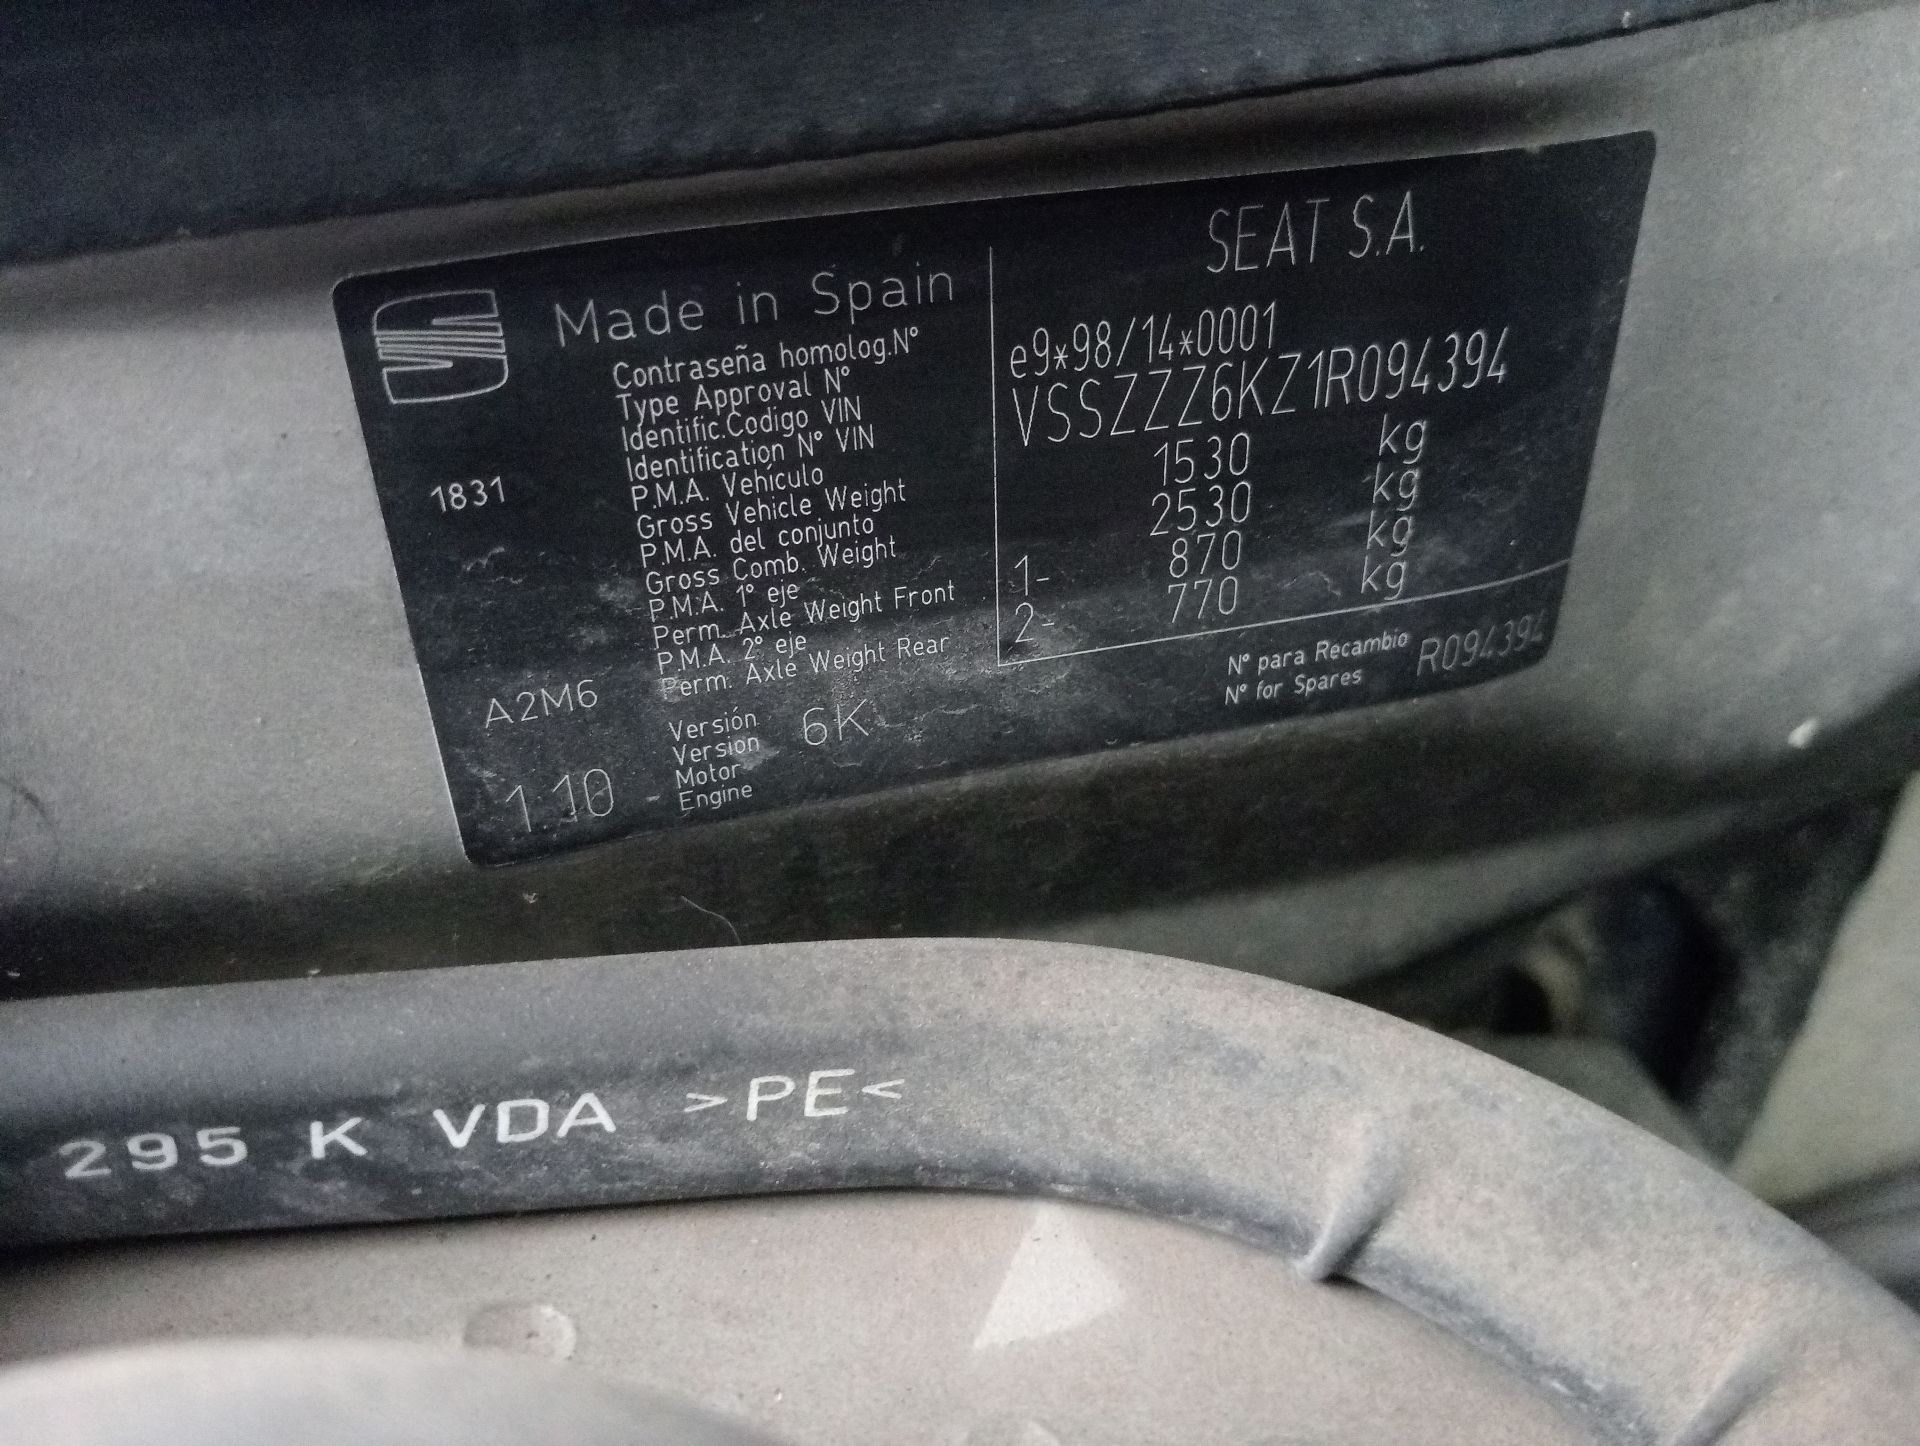 SEAT S.A.
Made in Spain
Contraseña homolog.Nº
Type Approval Nº
e9*98/14*0001
Identific.Codigo VIN
Identification Nº VIN
VSSZZZ6KZ1R094394
P.M.A. Vehículo
Gross Vehicle Weight
1530 kg
P.M.A. del conjunto
Gross Comb. Weight
2530 kg
P.M.A. 1º eje
Perm. Axle Weight Front
1- 870 kg
P.M.A. 2º eje
Perm. Axle Weight Rear
2- 770 kg
1831
A2M6
Versión
Version
6K
Motor
Engine
1.10 -
Nº para Recambio
Nº for Spares
R094394
295 K VDA >PE<